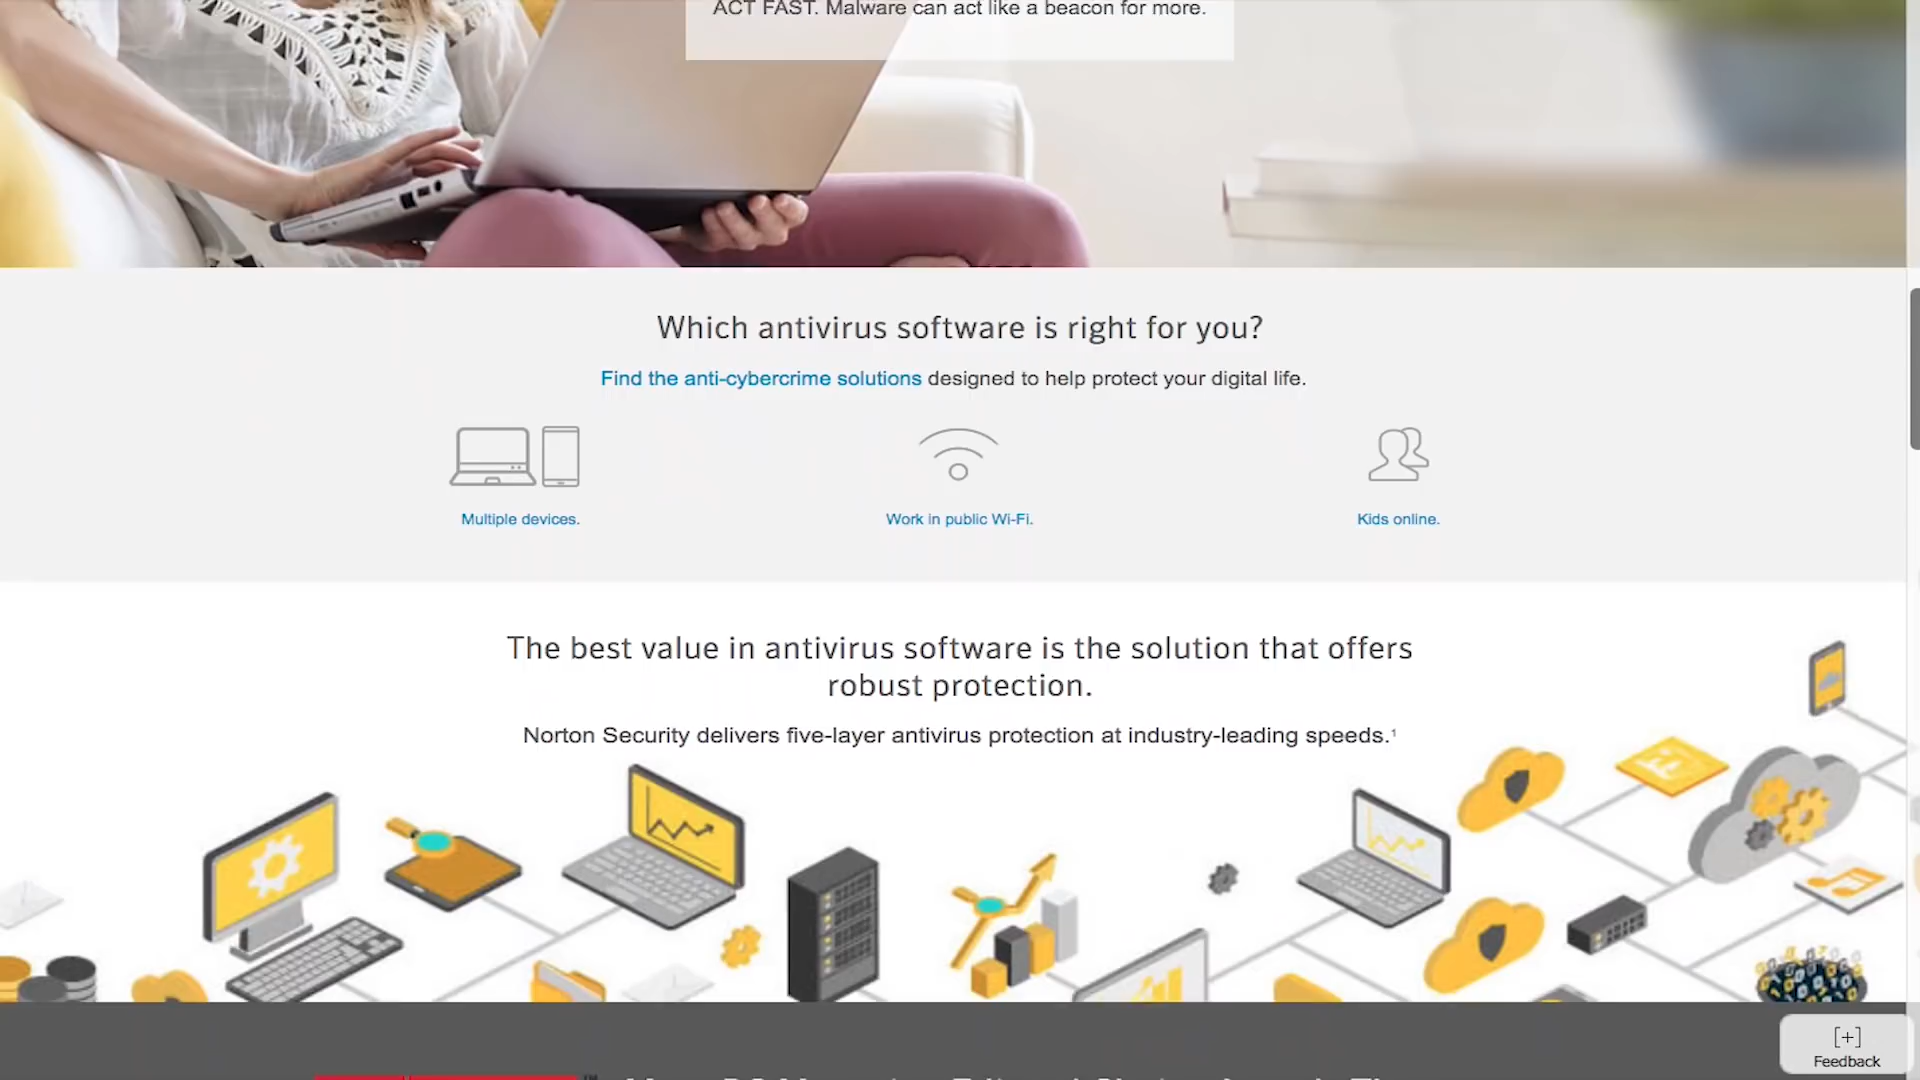 ACT FAST. Malware can act like a beacon for more.
Which antivirus software is right for you?
Find the anti-cybercrime solutions designed to help protect your digital life.
Multiple devices.
Work in public Wi-Fi.
Kids online.
The best value in antivirus software is the solution that offers
robust protection.
Norton Security delivers five-layer antivirus protection at industry-leading speeds.¹
[+]
Feedback